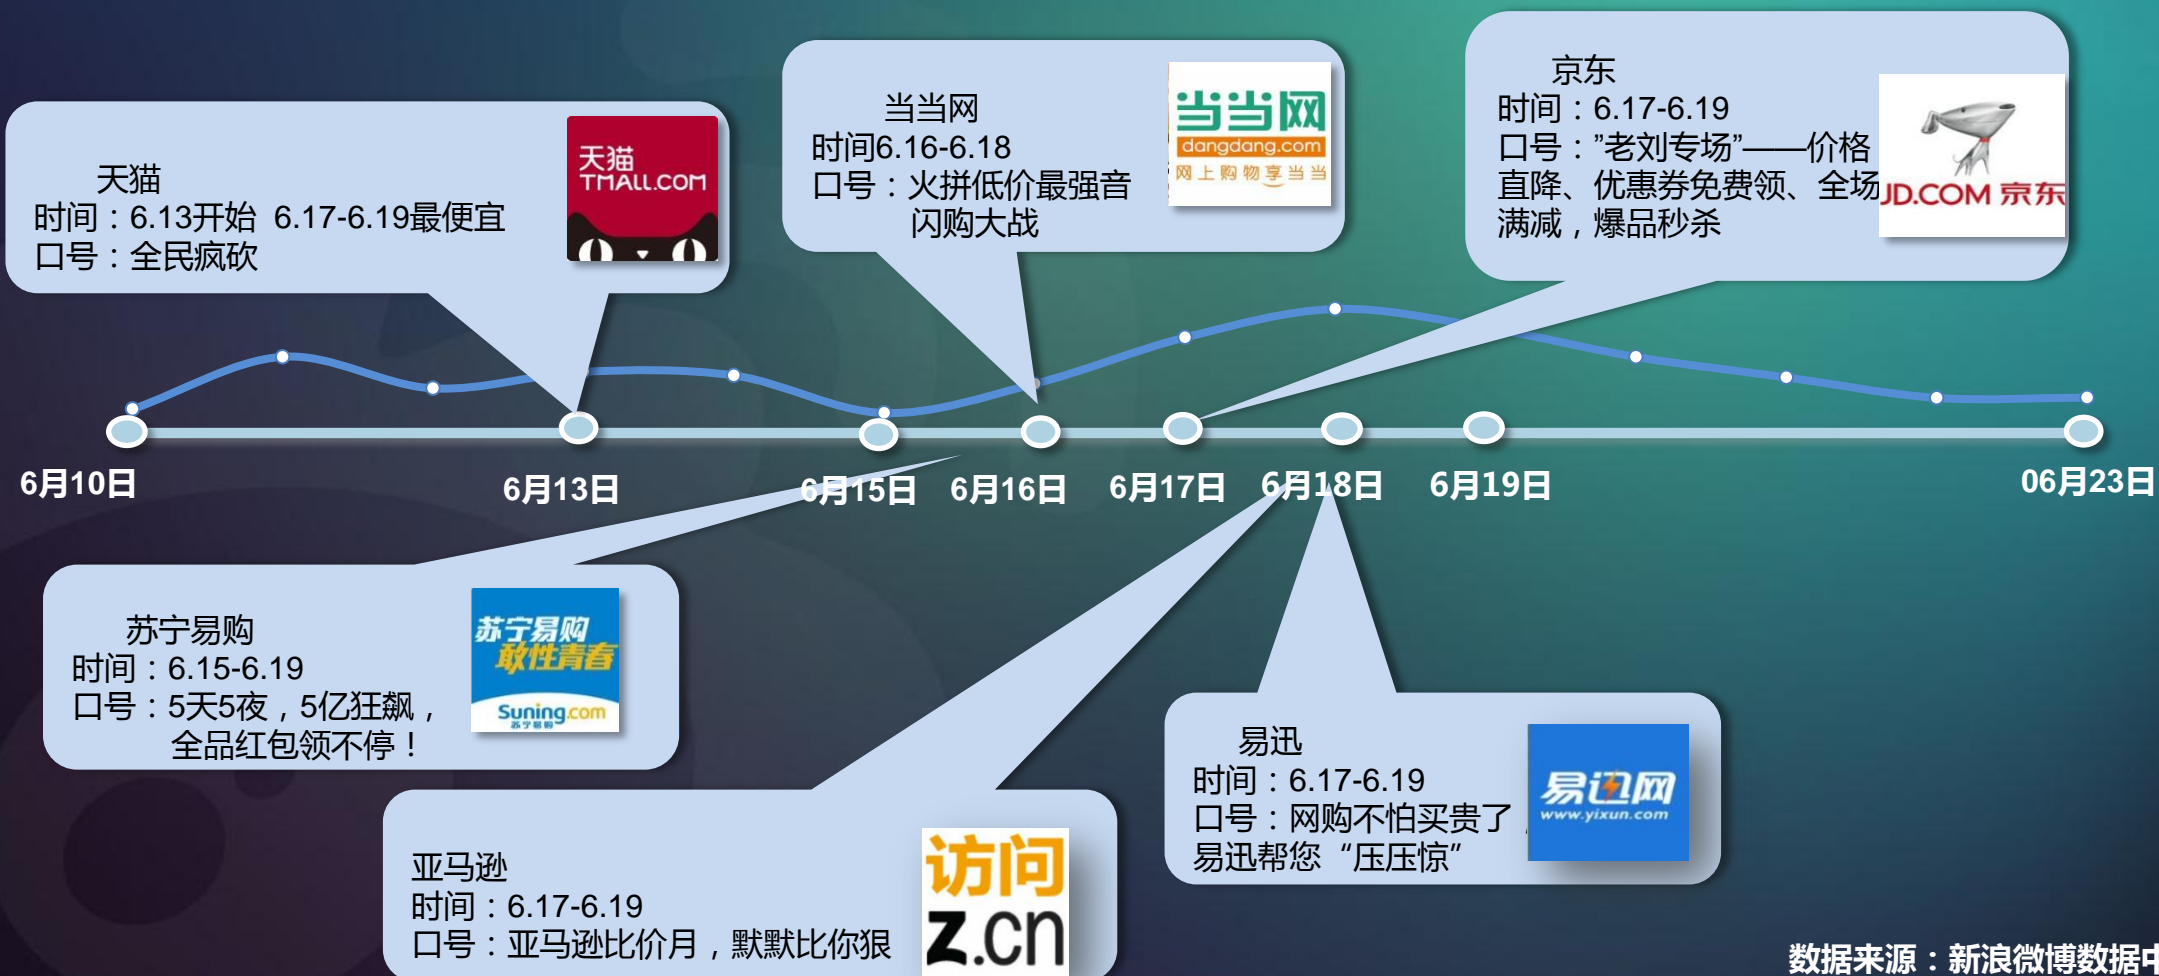 天猫
时间：6.13开始 6.17-6.19最便宜
口号：全民疯砍
天猫
TMALL.COM
当当网
时间6.16-6.18
口号：火拼低价最强音
闪购大战
当当网
dangdang.com
网上购物享当当
京东
时间：6.17-6.19
口号：”老刘专场”——价格
直降、优惠券免费领、全场
满减，爆品秒杀
JD.COM 京东
6月10日
6月13日
6月15日
6月16日
6月17日
6月18日
6月19日
06月23日
苏宁易购
时间：6.15-6.19
口号：5天5夜，5亿狂飙，
全品红包领不停！
苏宁易购
敢性青春
Suning.com
苏宁易购
亚马逊
时间：6.17-6.19
口号：亚马逊比价月，默默比你狠
访问
z.cn
易迅
时间：6.17-6.19
口号：网购不怕买贵了，
易迅帮您“压压惊”
易迅网
www.yixun.com
数据来源：新浪微博数据中